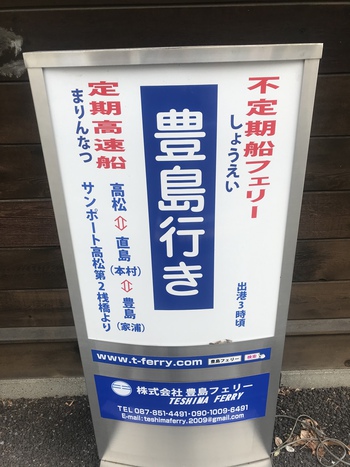 不定期船フェリー
しょうえい
出港3時頃
豊島行き
定期高速船
まりんなつ
高松⇔直島(本村)⇔豊島(家浦)
サンポート高松第2桟橋より
www.t-ferry.com 豊島フェリー 検索
株式会社 豊島フェリー
TESHIMA FERRY
TEL 087-851-4491・090-1009-6491
E-mail: teshimaferry.2009@gmail.com